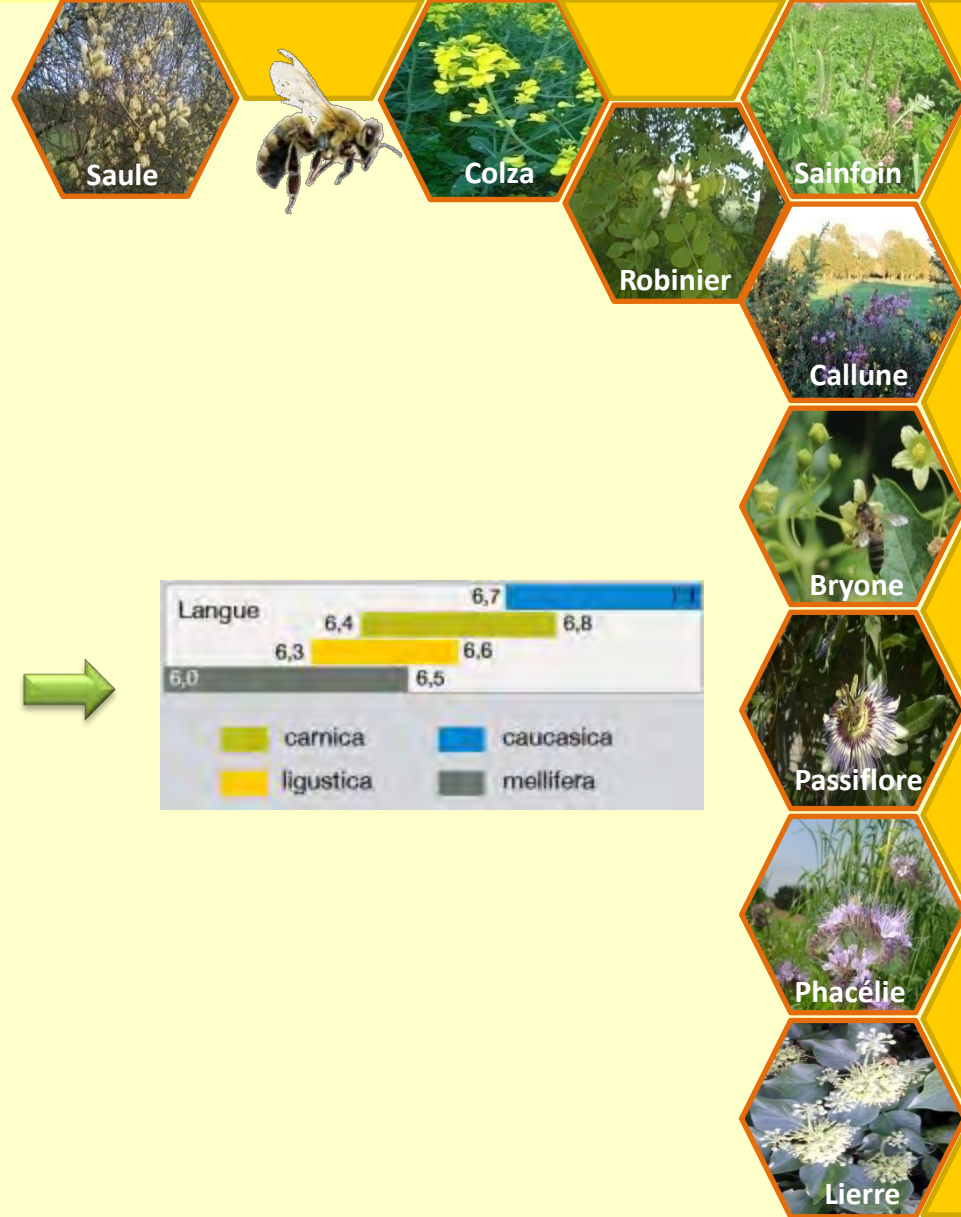 Saule
Colza
Sainfoin
Robinier
Callune
Bryone
Langue
6,7
6,4 6,8
6,3 6,6
6,0 6,5
carnica caucasica
ligustica mellifera
Passiflore
Phacélie
Lierre